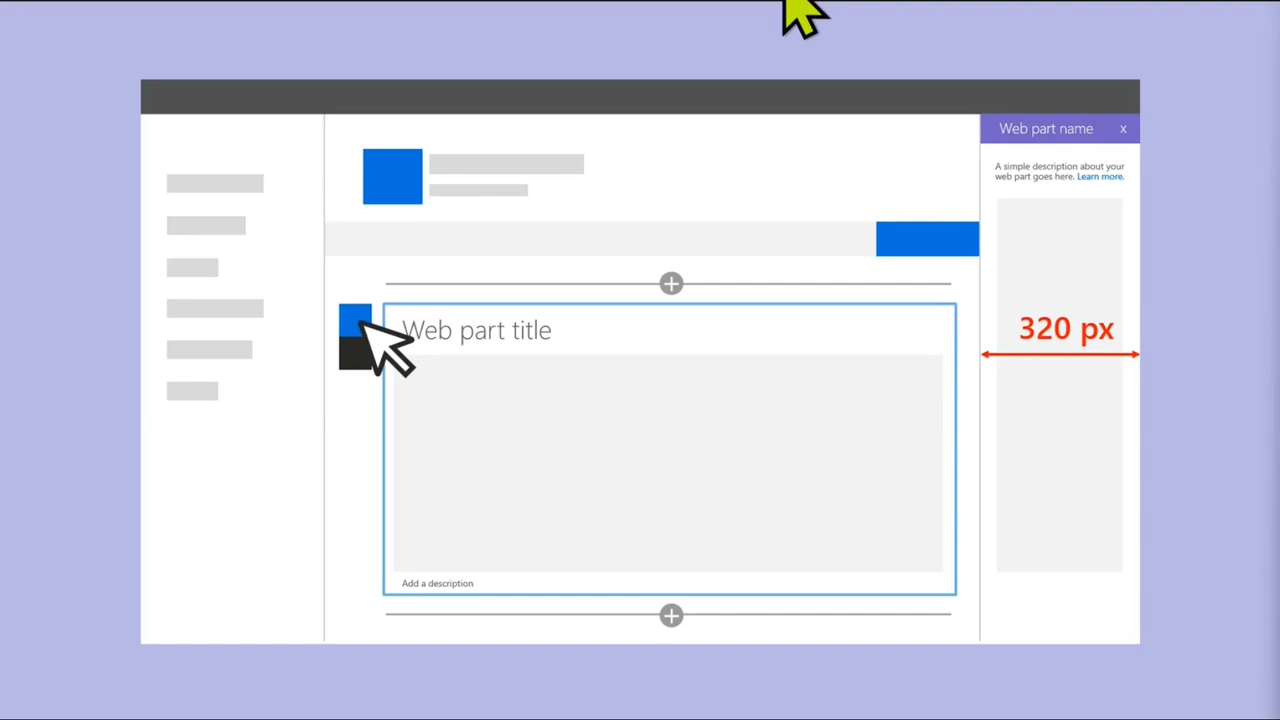 Web part name x
A simple description about your
web part goes here. Learn more.
Web part title
320 px
Add a description